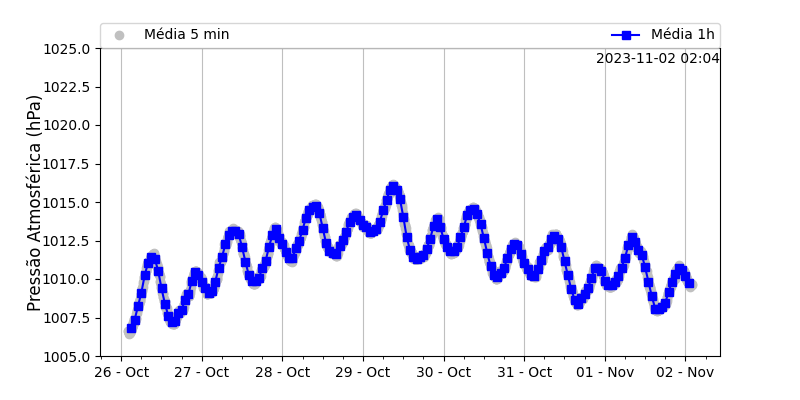 Média 5 min
Média 1h
2023-11-02 02:04
Pressão Atmosférica (hPa)
1025.0
1022.5
1020.0
1017.5
1015.0
1012.5
1010.0
1007.5
1005.0
26 - Oct
27 - Oct
28 - Oct
29 - Oct
30 - Oct
31 - Oct
01 - Nov
02 - Nov